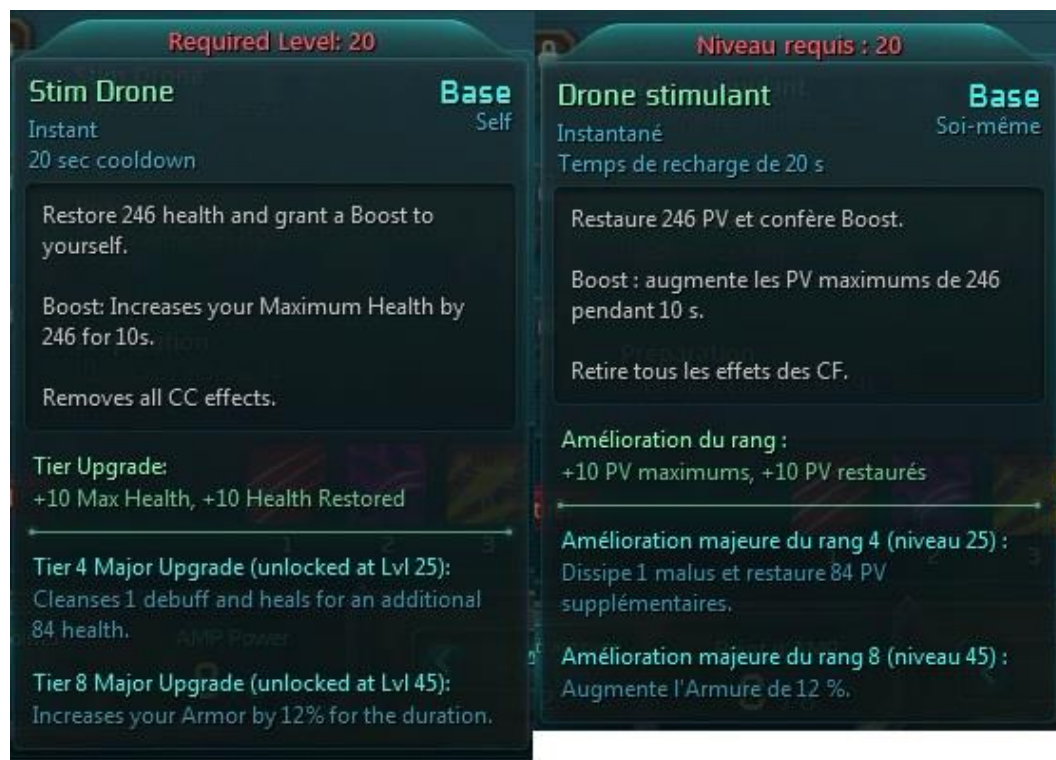 Required Level: 20
Stim Drone
Base
Instant
Self
20 sec cooldown
Restore 246 health and grant a Boost to
yourself.
Boost: Increases your Maximum Health by
246 for 10s.
Removes all CC effects.
Tier Upgrade:
+10 Max Health, +10 Health Restored
Tier 4 Major Upgrade (unlocked at Lvl 25):
Cleanses 1 debuff and heals for an additional
84 health.
AMP Power
Tier 8 Major Upgrade (unlocked at Lvl 45):
Increases your Armor by 12% for the duration.
Niveau requis : 20
Drone stimulant
Base
Instantané
Soi-même
Temps de recharge de 20 s
Restaure 246 PV et confère Boost.
Boost : augmente les PV maximums de 246
pendant 10 s.
Retire tous les effets des CF.
Amélioration du rang :
+10 PV maximums, +10 PV restaurés
Amélioration majeure du rang 4 (niveau 25) :
Dissipe 1 malus et restaure 84 PV
supplémentaires.
Amélioration majeure du rang 8 (niveau 45) :
Augmente l'Armure de 12 %.